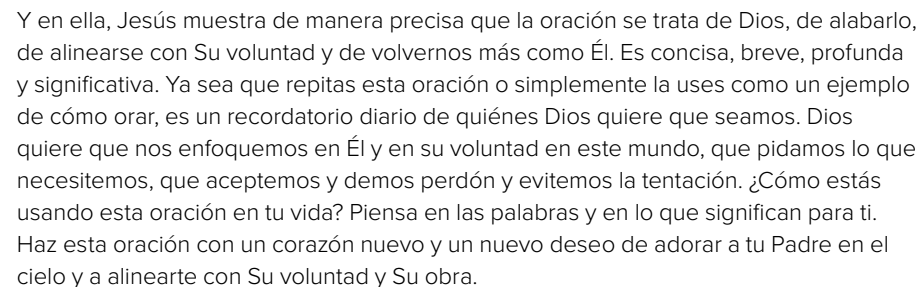 Y en ella, Jesús muestra de manera precisa que la oración se trata de Dios, de alabarlo,
de alinearse con Su voluntad y de volvernos más como Él. Es concisa, breve, profunda
y significativa. Ya sea que repitas esta oración o simplemente la uses como un ejemplo
de cómo orar, es un recordatorio diario de quiénes Dios quiere que seamos. Dios
quiere que nos enfoquemos en Él y en su voluntad en este mundo, que pidamos lo que
necesitemos, que aceptemos y demos perdón y evitemos la tentación. ¿Cómo estás
usando esta oración en tu vida? Piensa en las palabras y en lo que significan para ti.
Haz esta oración con un corazón nuevo y un nuevo deseo de adorar a tu Padre en el
cielo y a alinearte con Su voluntad y Su obra.